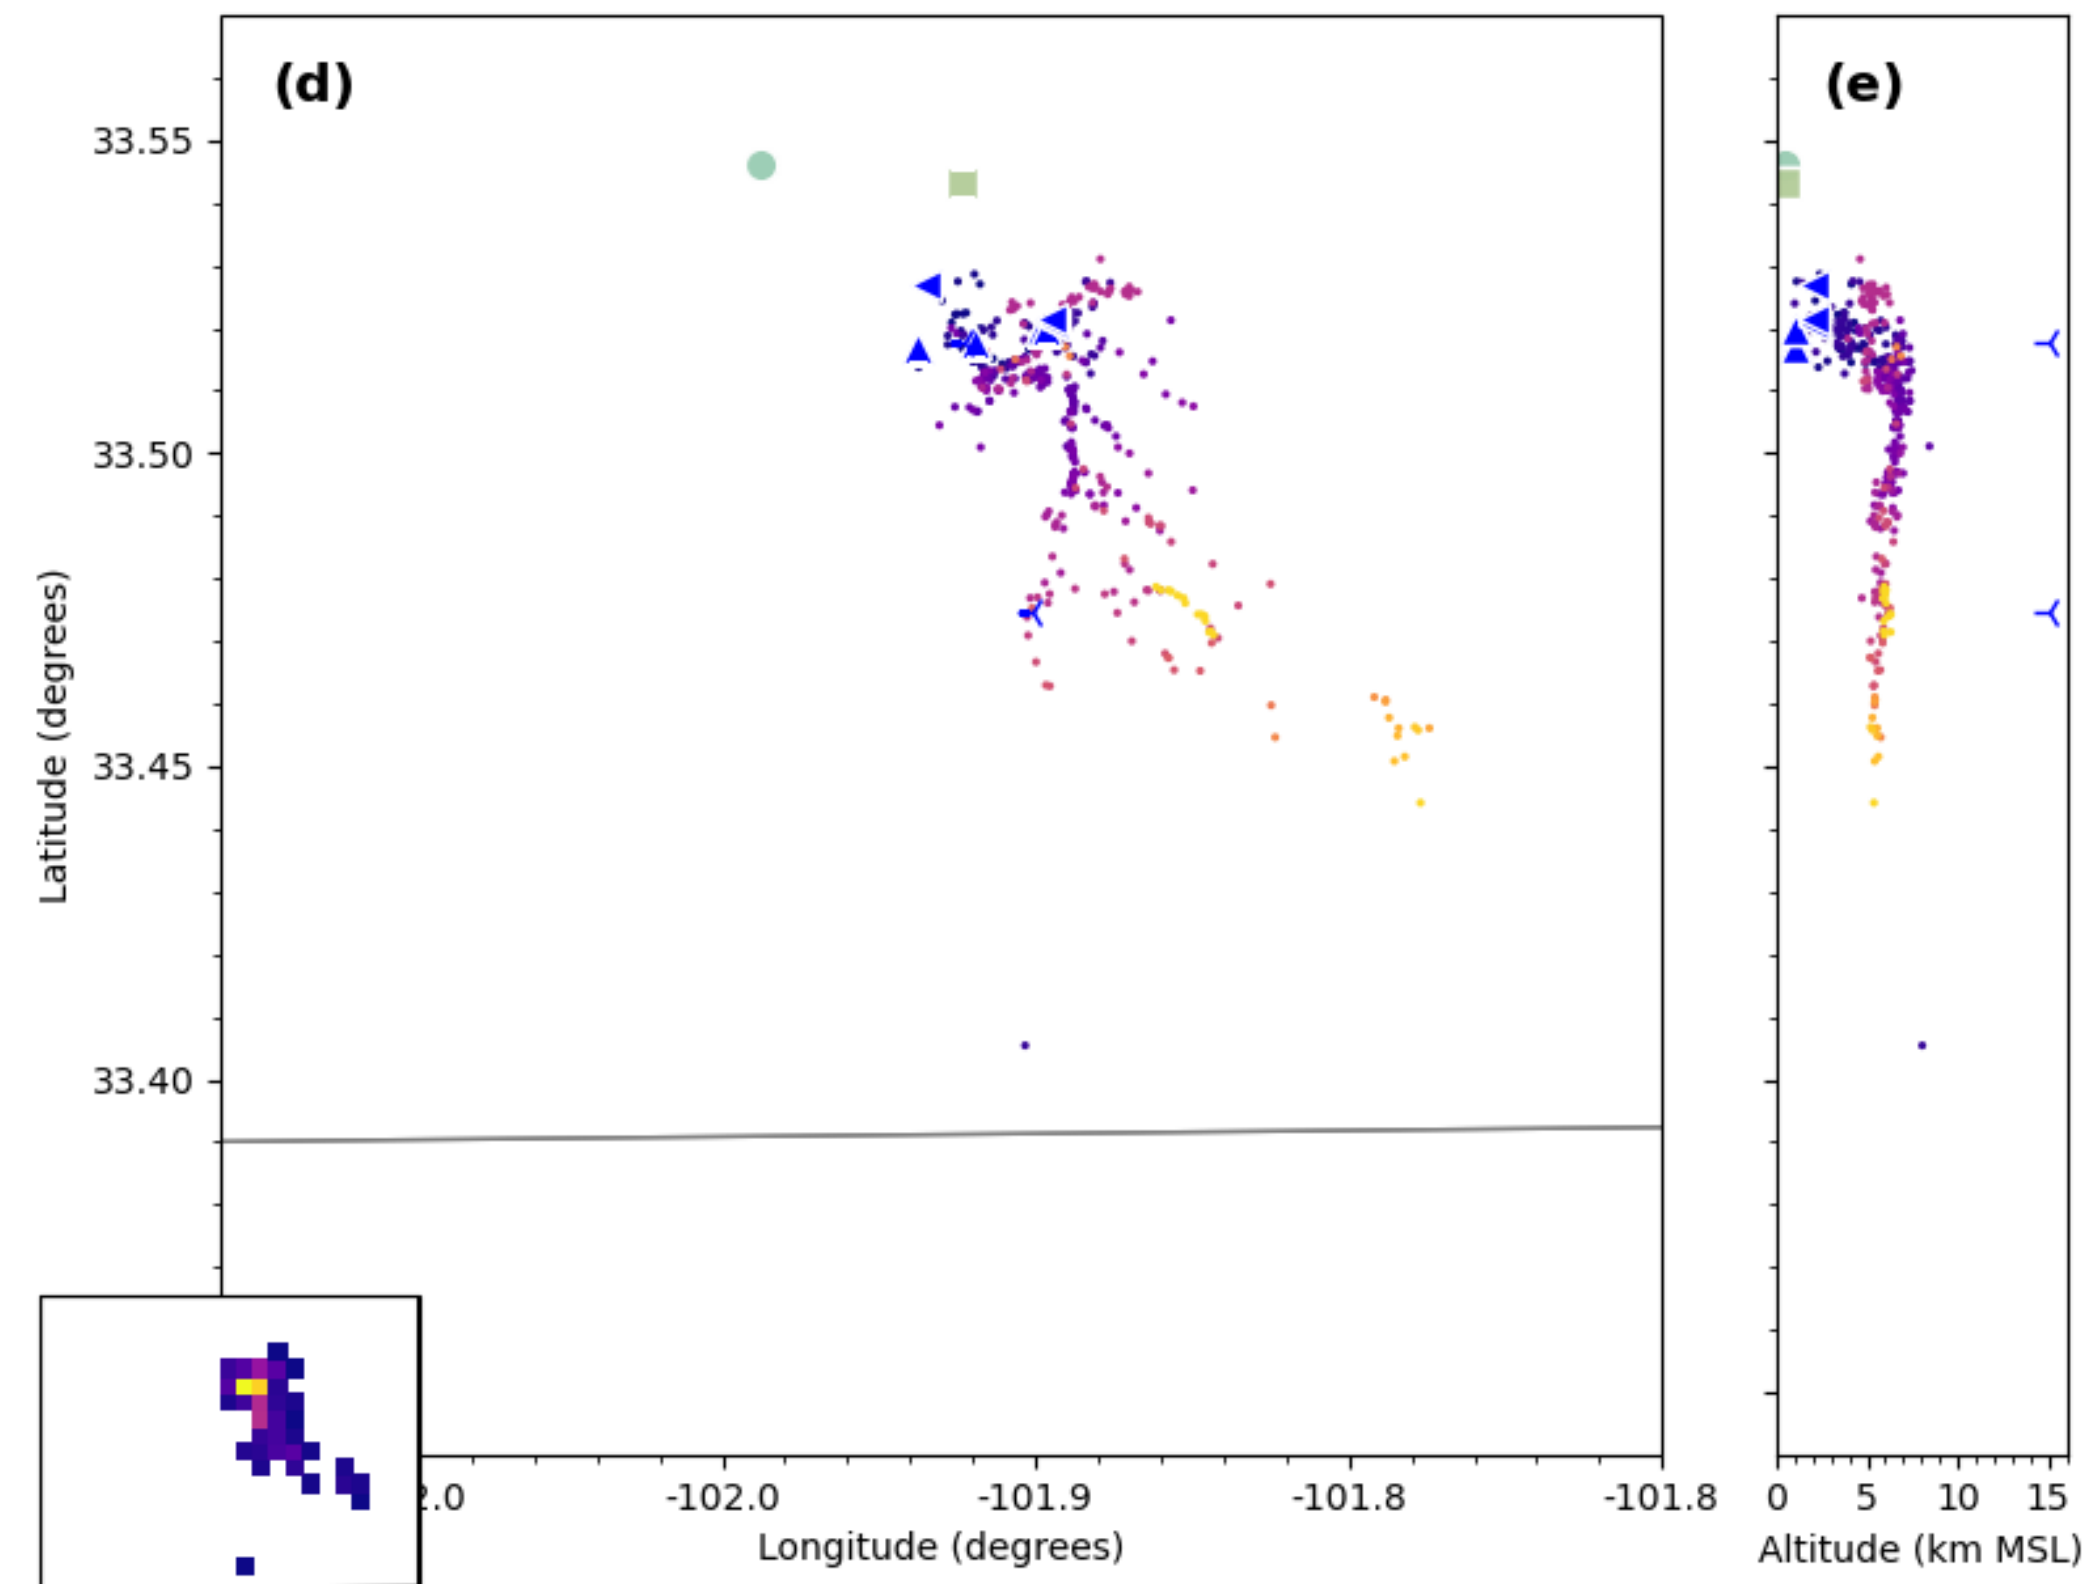 (d)
(e)
33.55
33.50
33.45
33.40
Latitude (degrees)
2.0
-102.0
-101.9
-101.8
-101.8
0
5
10
15
Longitude (degrees)
Altitude (km MSL)